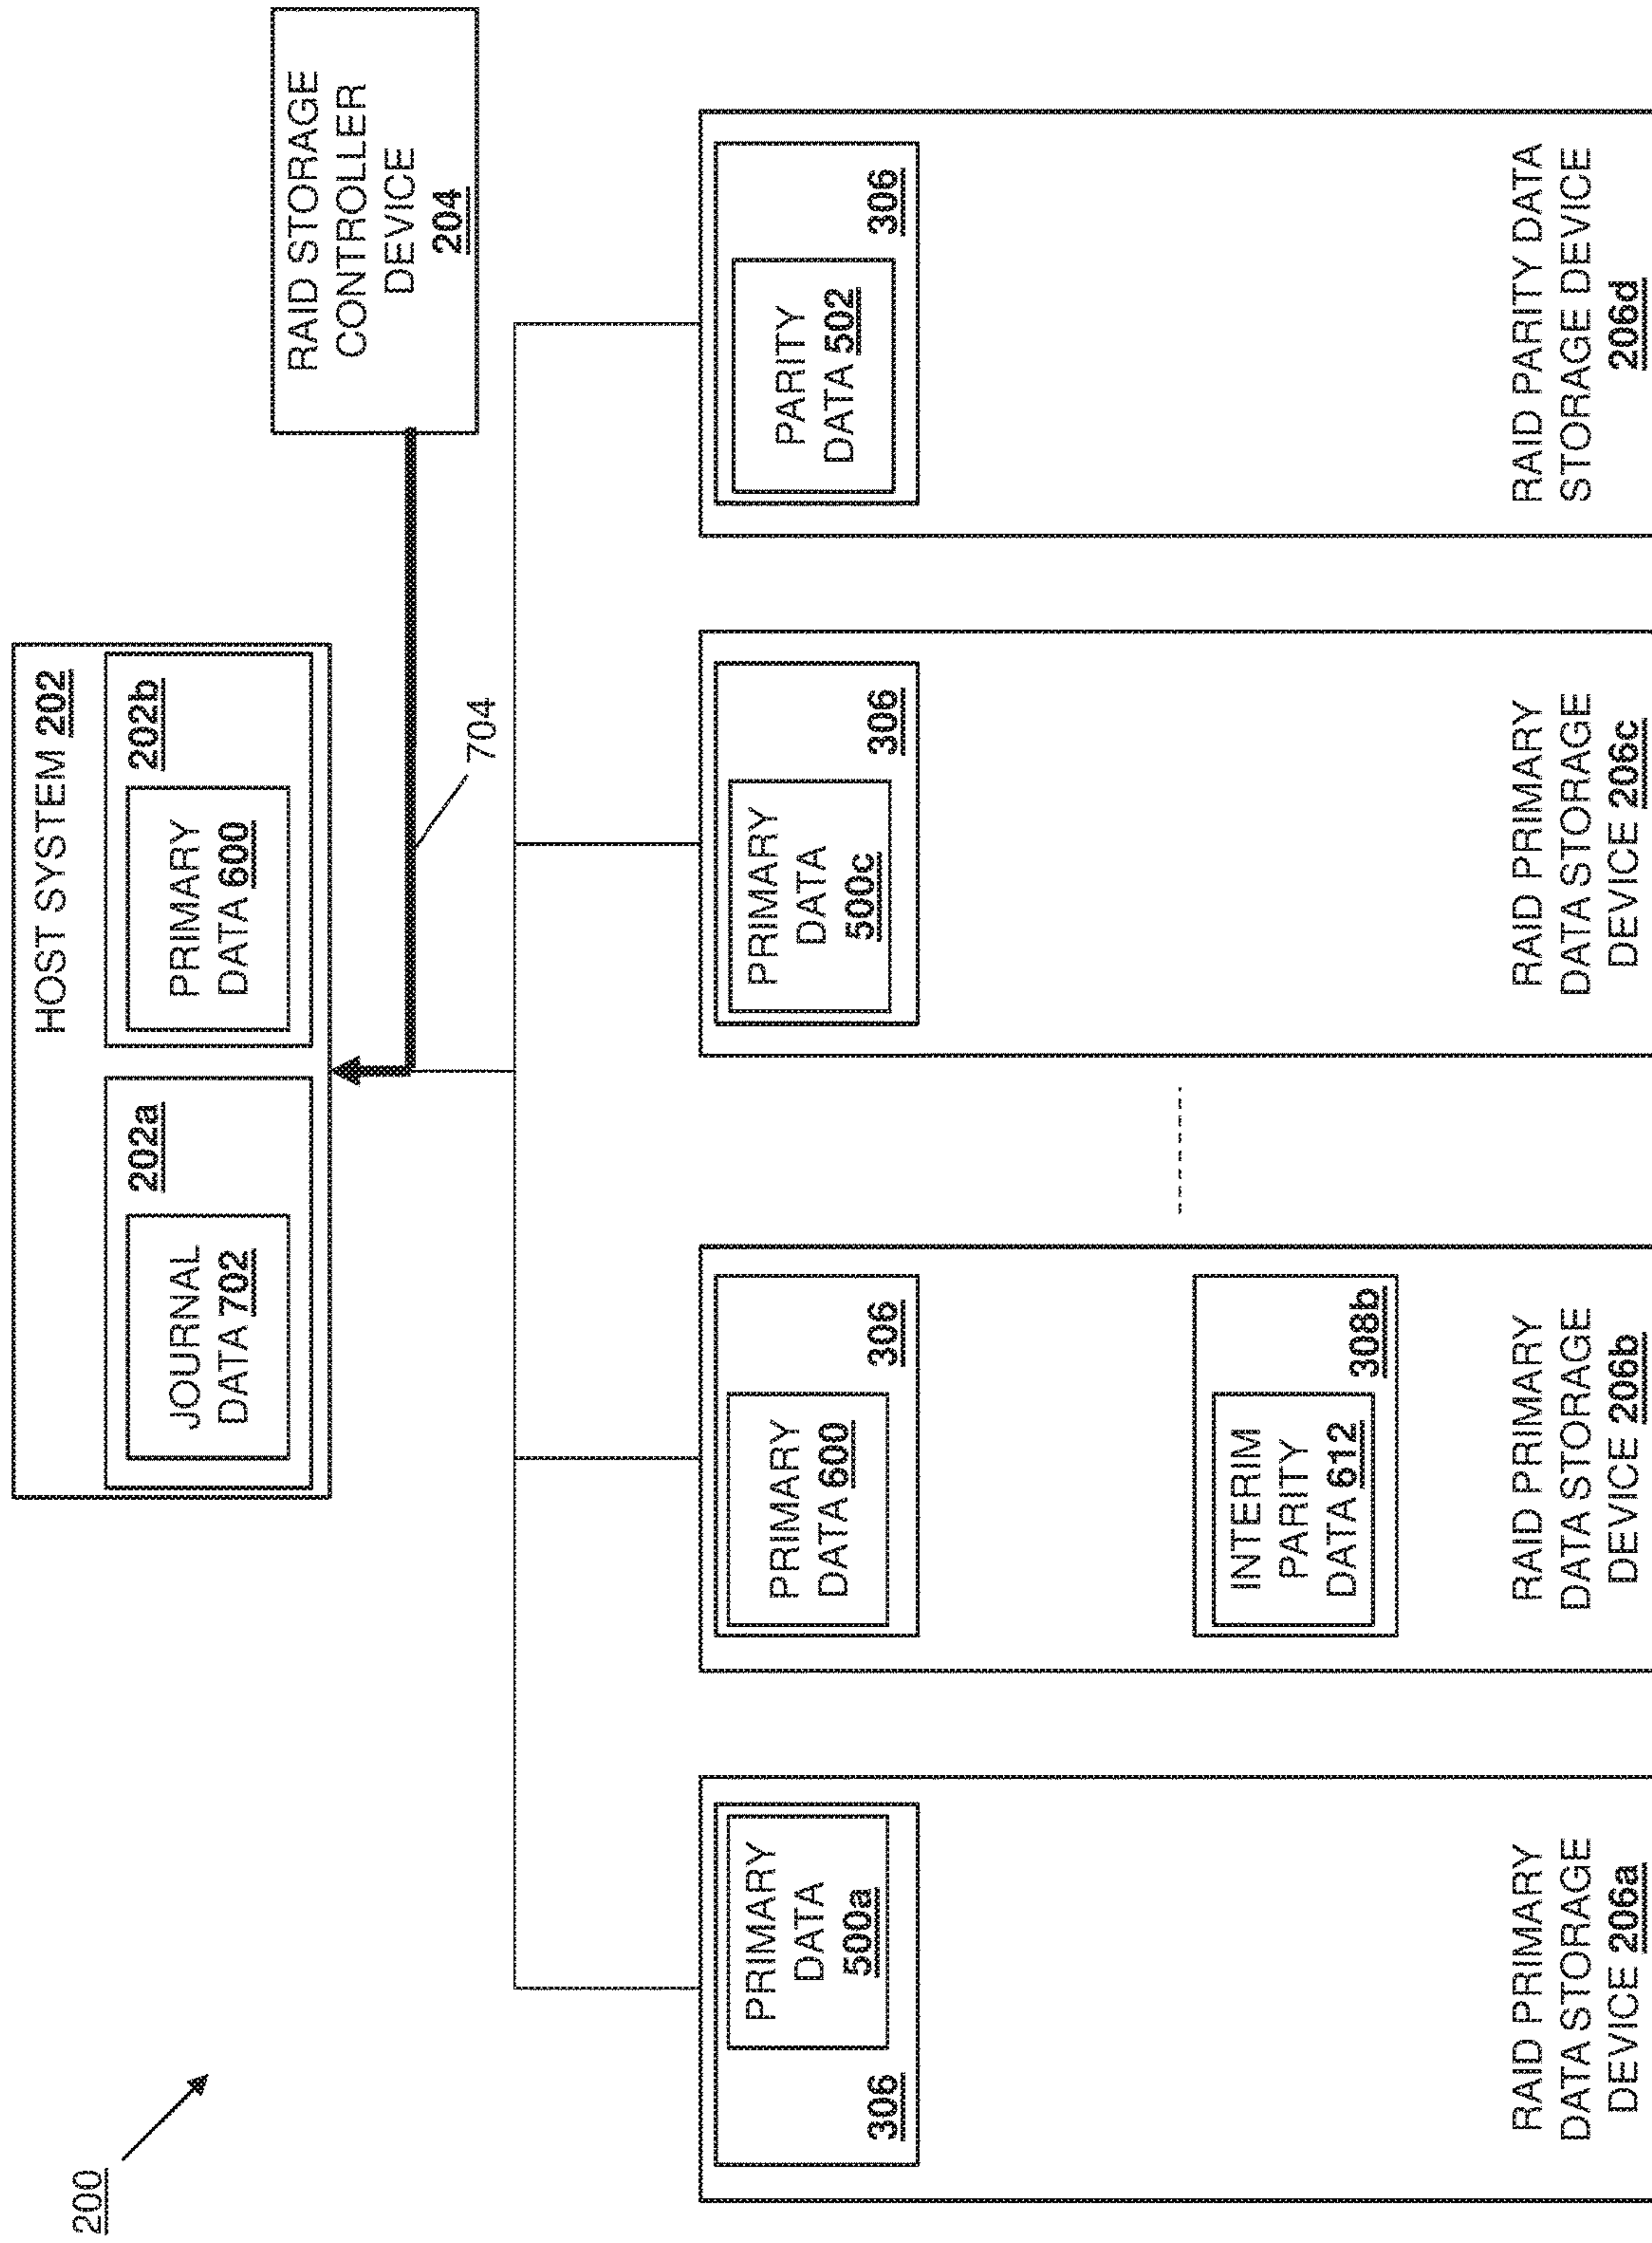 200
HOST SYSTEM 202
202a
JOURNAL
DATA 702
202b
PRIMARY
DATA 600
RAID STORAGE
CONTROLLER
DEVICE
204
704
PRIMARY
DATA
500a
306
RAID PRIMARY
DATA STORAGE
DEVICE 206a
PRIMARY
DATA 600
306
INTERIM
PARITY
DATA 612
308b
RAID PRIMARY
DATA STORAGE
DEVICE 206b
PRIMARY
DATA
500c
306
RAID PRIMARY
DATA STORAGE
DEVICE 206c
PARITY
DATA 502
306
RAID PARITY DATA
STORAGE DEVICE
206d